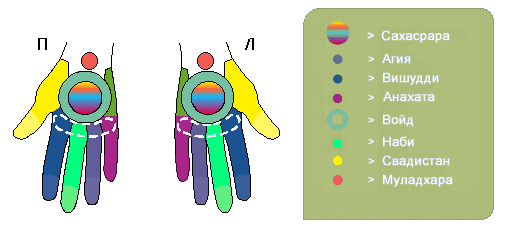 П
Л
> Сахасрара
> Агия
> Вишудди
> Анахата
> Войд
> Наби
> Свадистан
> Муладхара